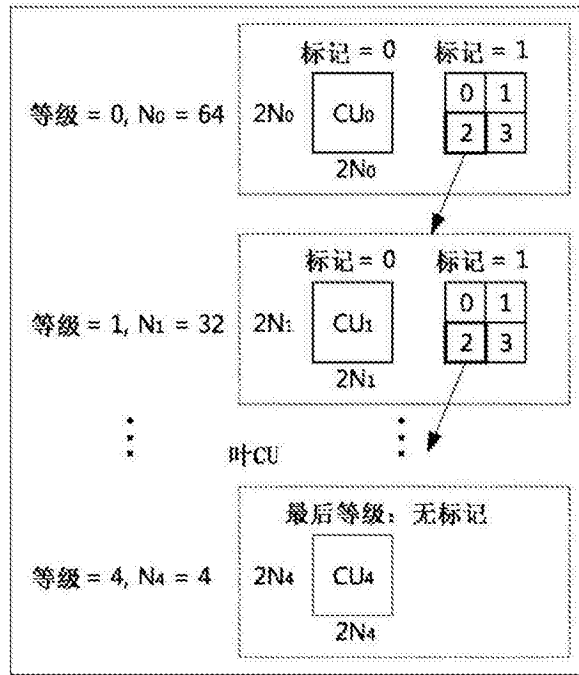 标记 = 0 标记 = 1
等级 = 0, N₀ = 64 2N₀ CU₀ 0 1
2 3
2N₀
标记 = 0 标记 = 1
等级 = 1, N₁ = 32 2N₁ CU₁ 0 1
2 3
2N₁
叶CU
最后等级：无标记
等级 = 4, N₄ = 4 2N₄ CU₄
2N₄